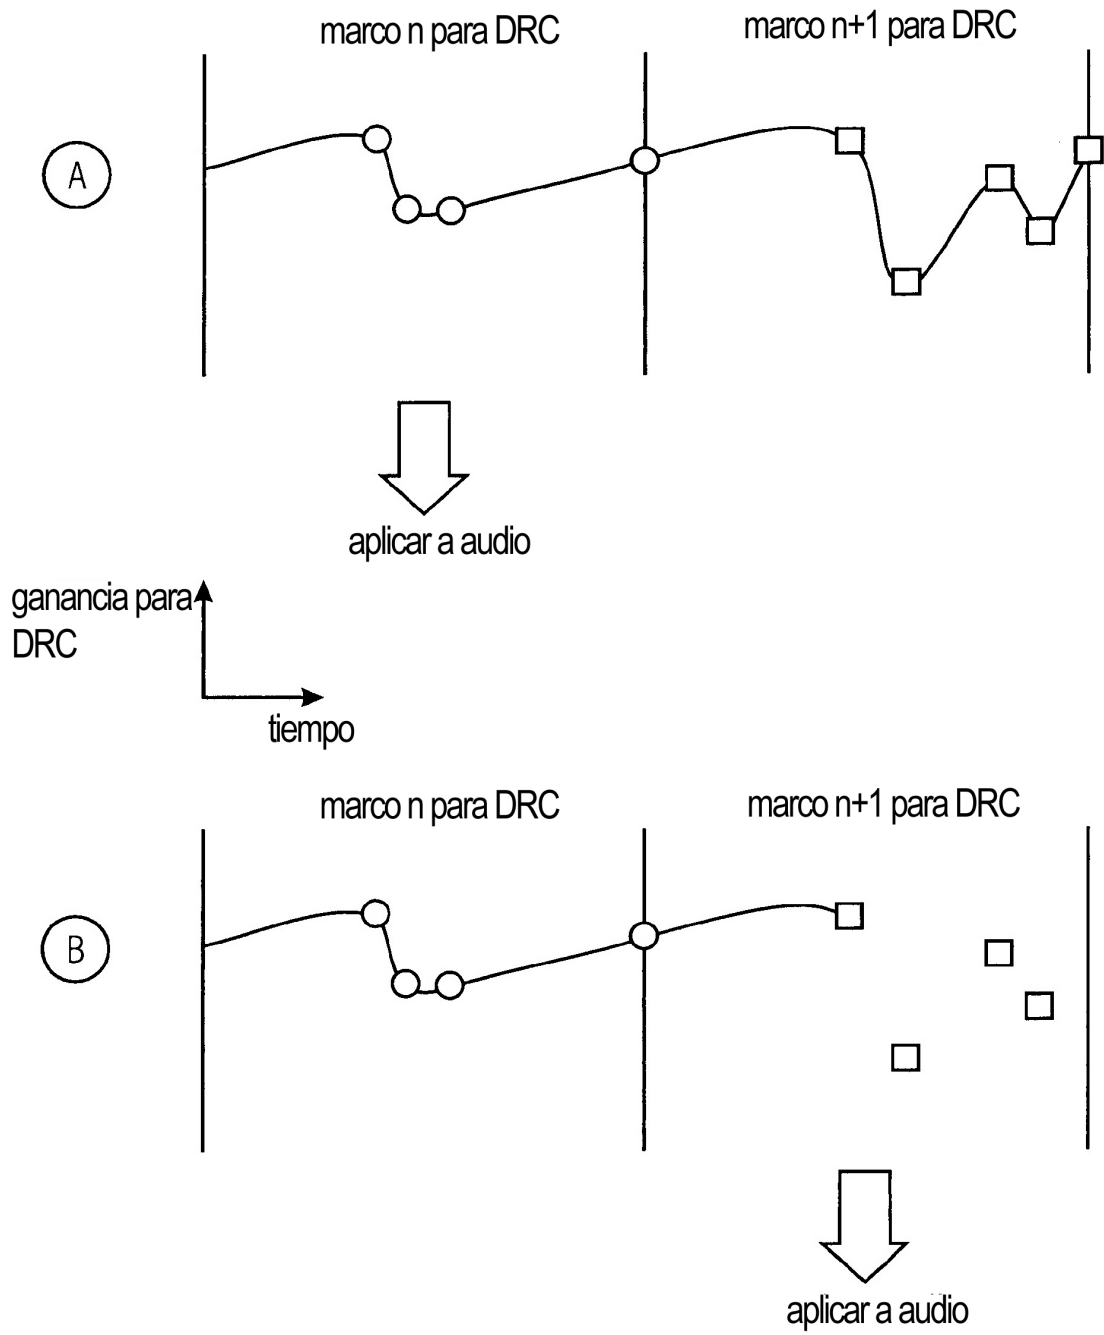 marco n para DRC
marco n+1 para DRC
A
aplicar a audio
ganancia para
DRC
tiempo
marco n para DRC
marco n+1 para DRC
B
aplicar a audio